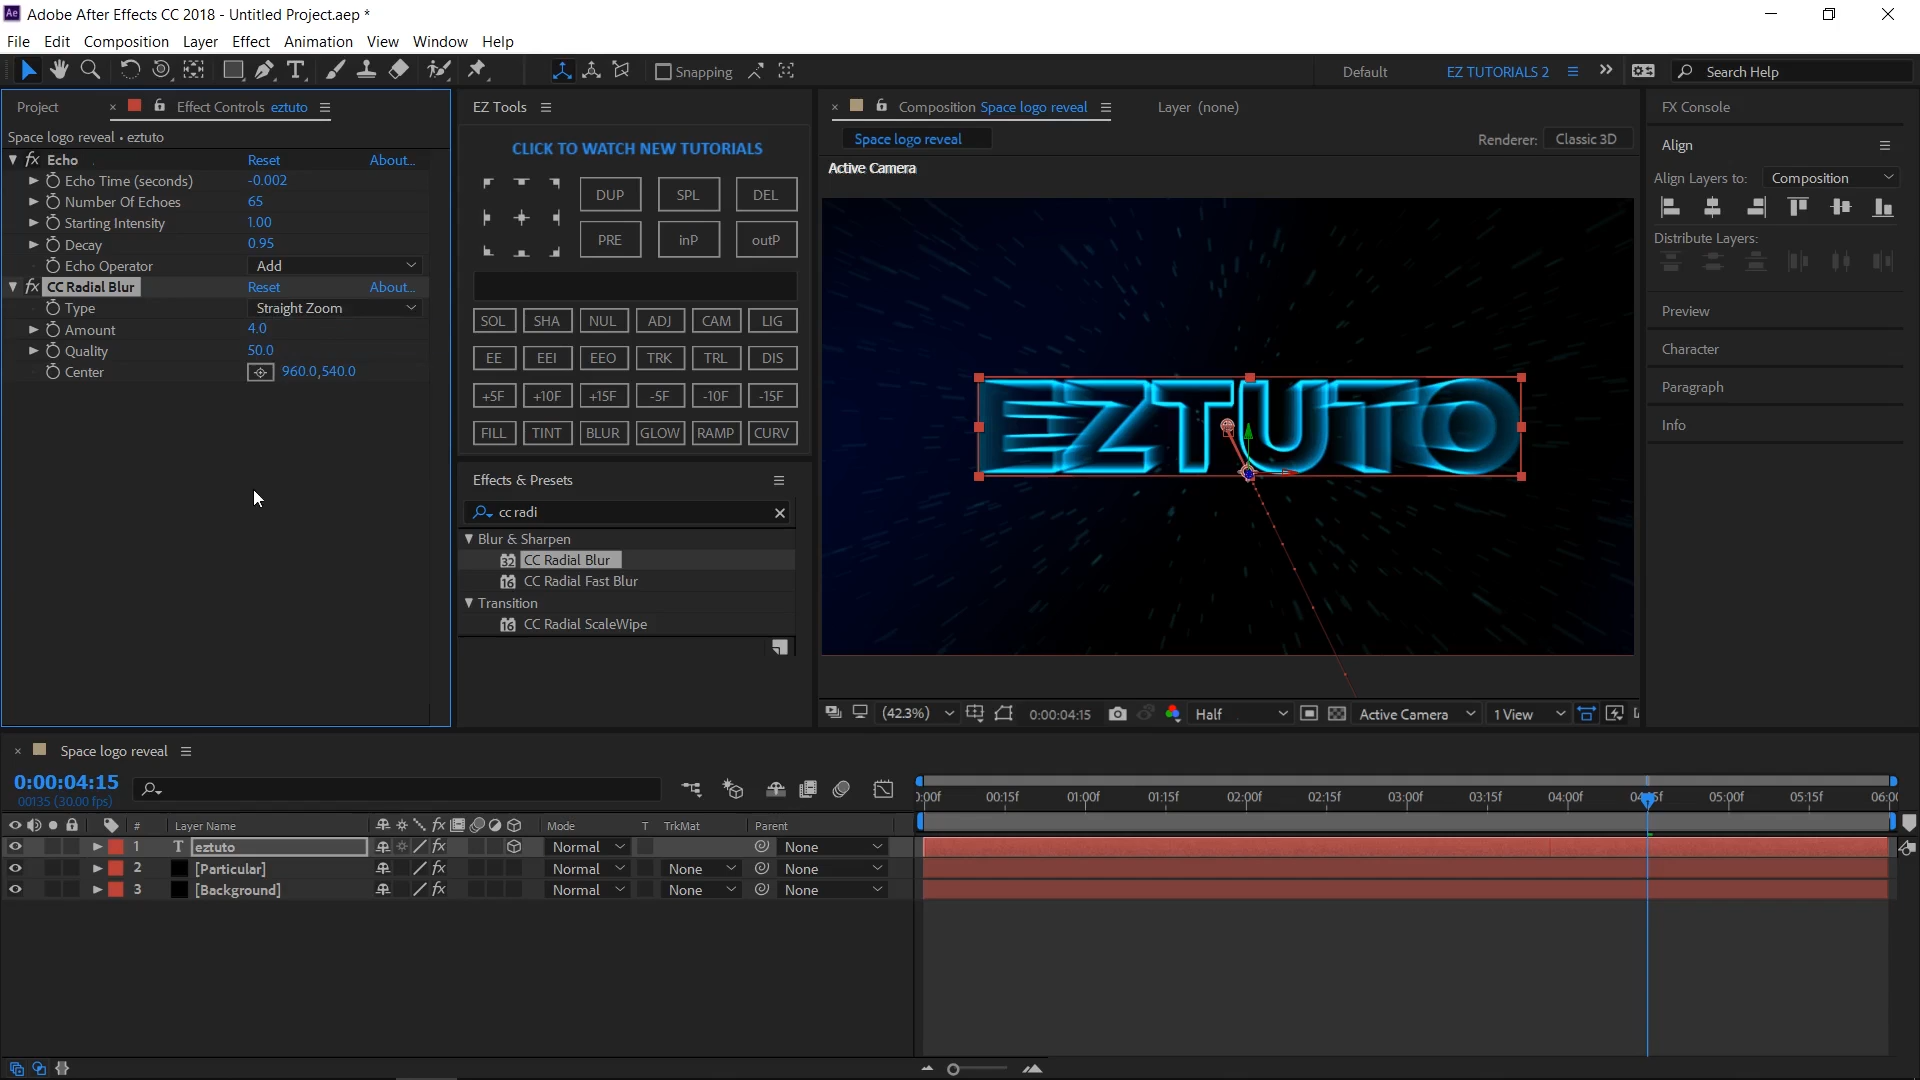 Adobe After Effects CC 2018 - Untitled Project.aep *
File Edit Composition Layer Effect Animation View Window Help
Snapping Default EZ TUTORIALS 2 Search Help
Project Effect Controls eztuto
Space logo reveal • eztuto
fx Echo Reset About...
Echo Time (seconds) -0.002
Number Of Echoes 65
Starting Intensity 1.00
Decay 0.95
Echo Operator Add
fx CC Radial Blur Reset About...
Type Straight Zoom
Amount 4.0
Quality 50.0
Center 960.0,540.0
EZ Tools
CLICK TO WATCH NEW TUTORIALS
DUP SPL DEL
PRE inP outP
SOL SHA NUL ADJ CAM LIG
EE EEI EEO TRK TRL DIS
+5F +10F +15F -5F -10F -15F
FILL TINT BLUR GLOW RAMP CURV
Effects & Presets
cc radi
Blur & Sharpen
32 CC Radial Blur
16 CC Radial Fast Blur
Transition
16 CC Radial ScaleWipe
Composition Space logo reveal Layer (none)
Space logo reveal Renderer: Classic 3D
Active Camera
EZTUTO
(42.3%) 0:00:04:15 Half Active Camera 1 View
FX Console
Align
Align Layers to: Composition
Distribute Layers:
Preview
Character
Paragraph
Info
Space logo reveal
0:00:04:15
00135 (30.00 fps)
# Layer Name fx Mode T TrkMat Parent
1 T eztuto fx Normal None
2 [Particular] fx Normal None None
3 [Background] fx Normal None None
00f 00:15f 01:00f 01:15f 02:00f 02:15f 03:00f 03:15f 04:00f 05:00f 05:15f